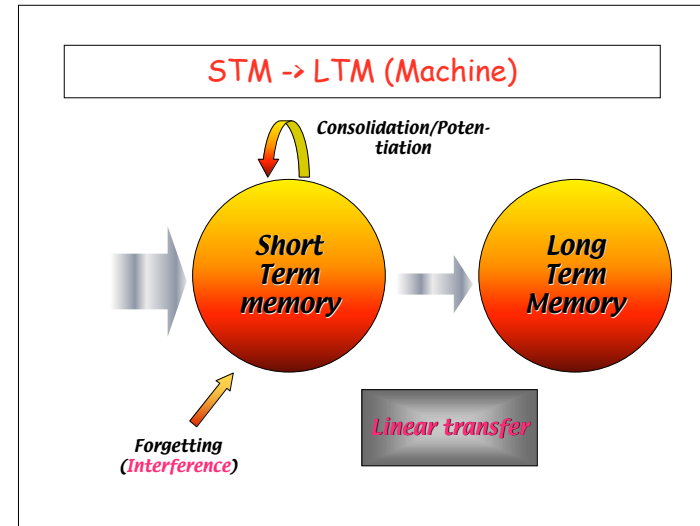 STM -> LTM (Machine)
Consolidation/Poten-
tiation
Short
Term
memory
Long
Term
Memory
Linear transfer
Forgetting
(Interference)